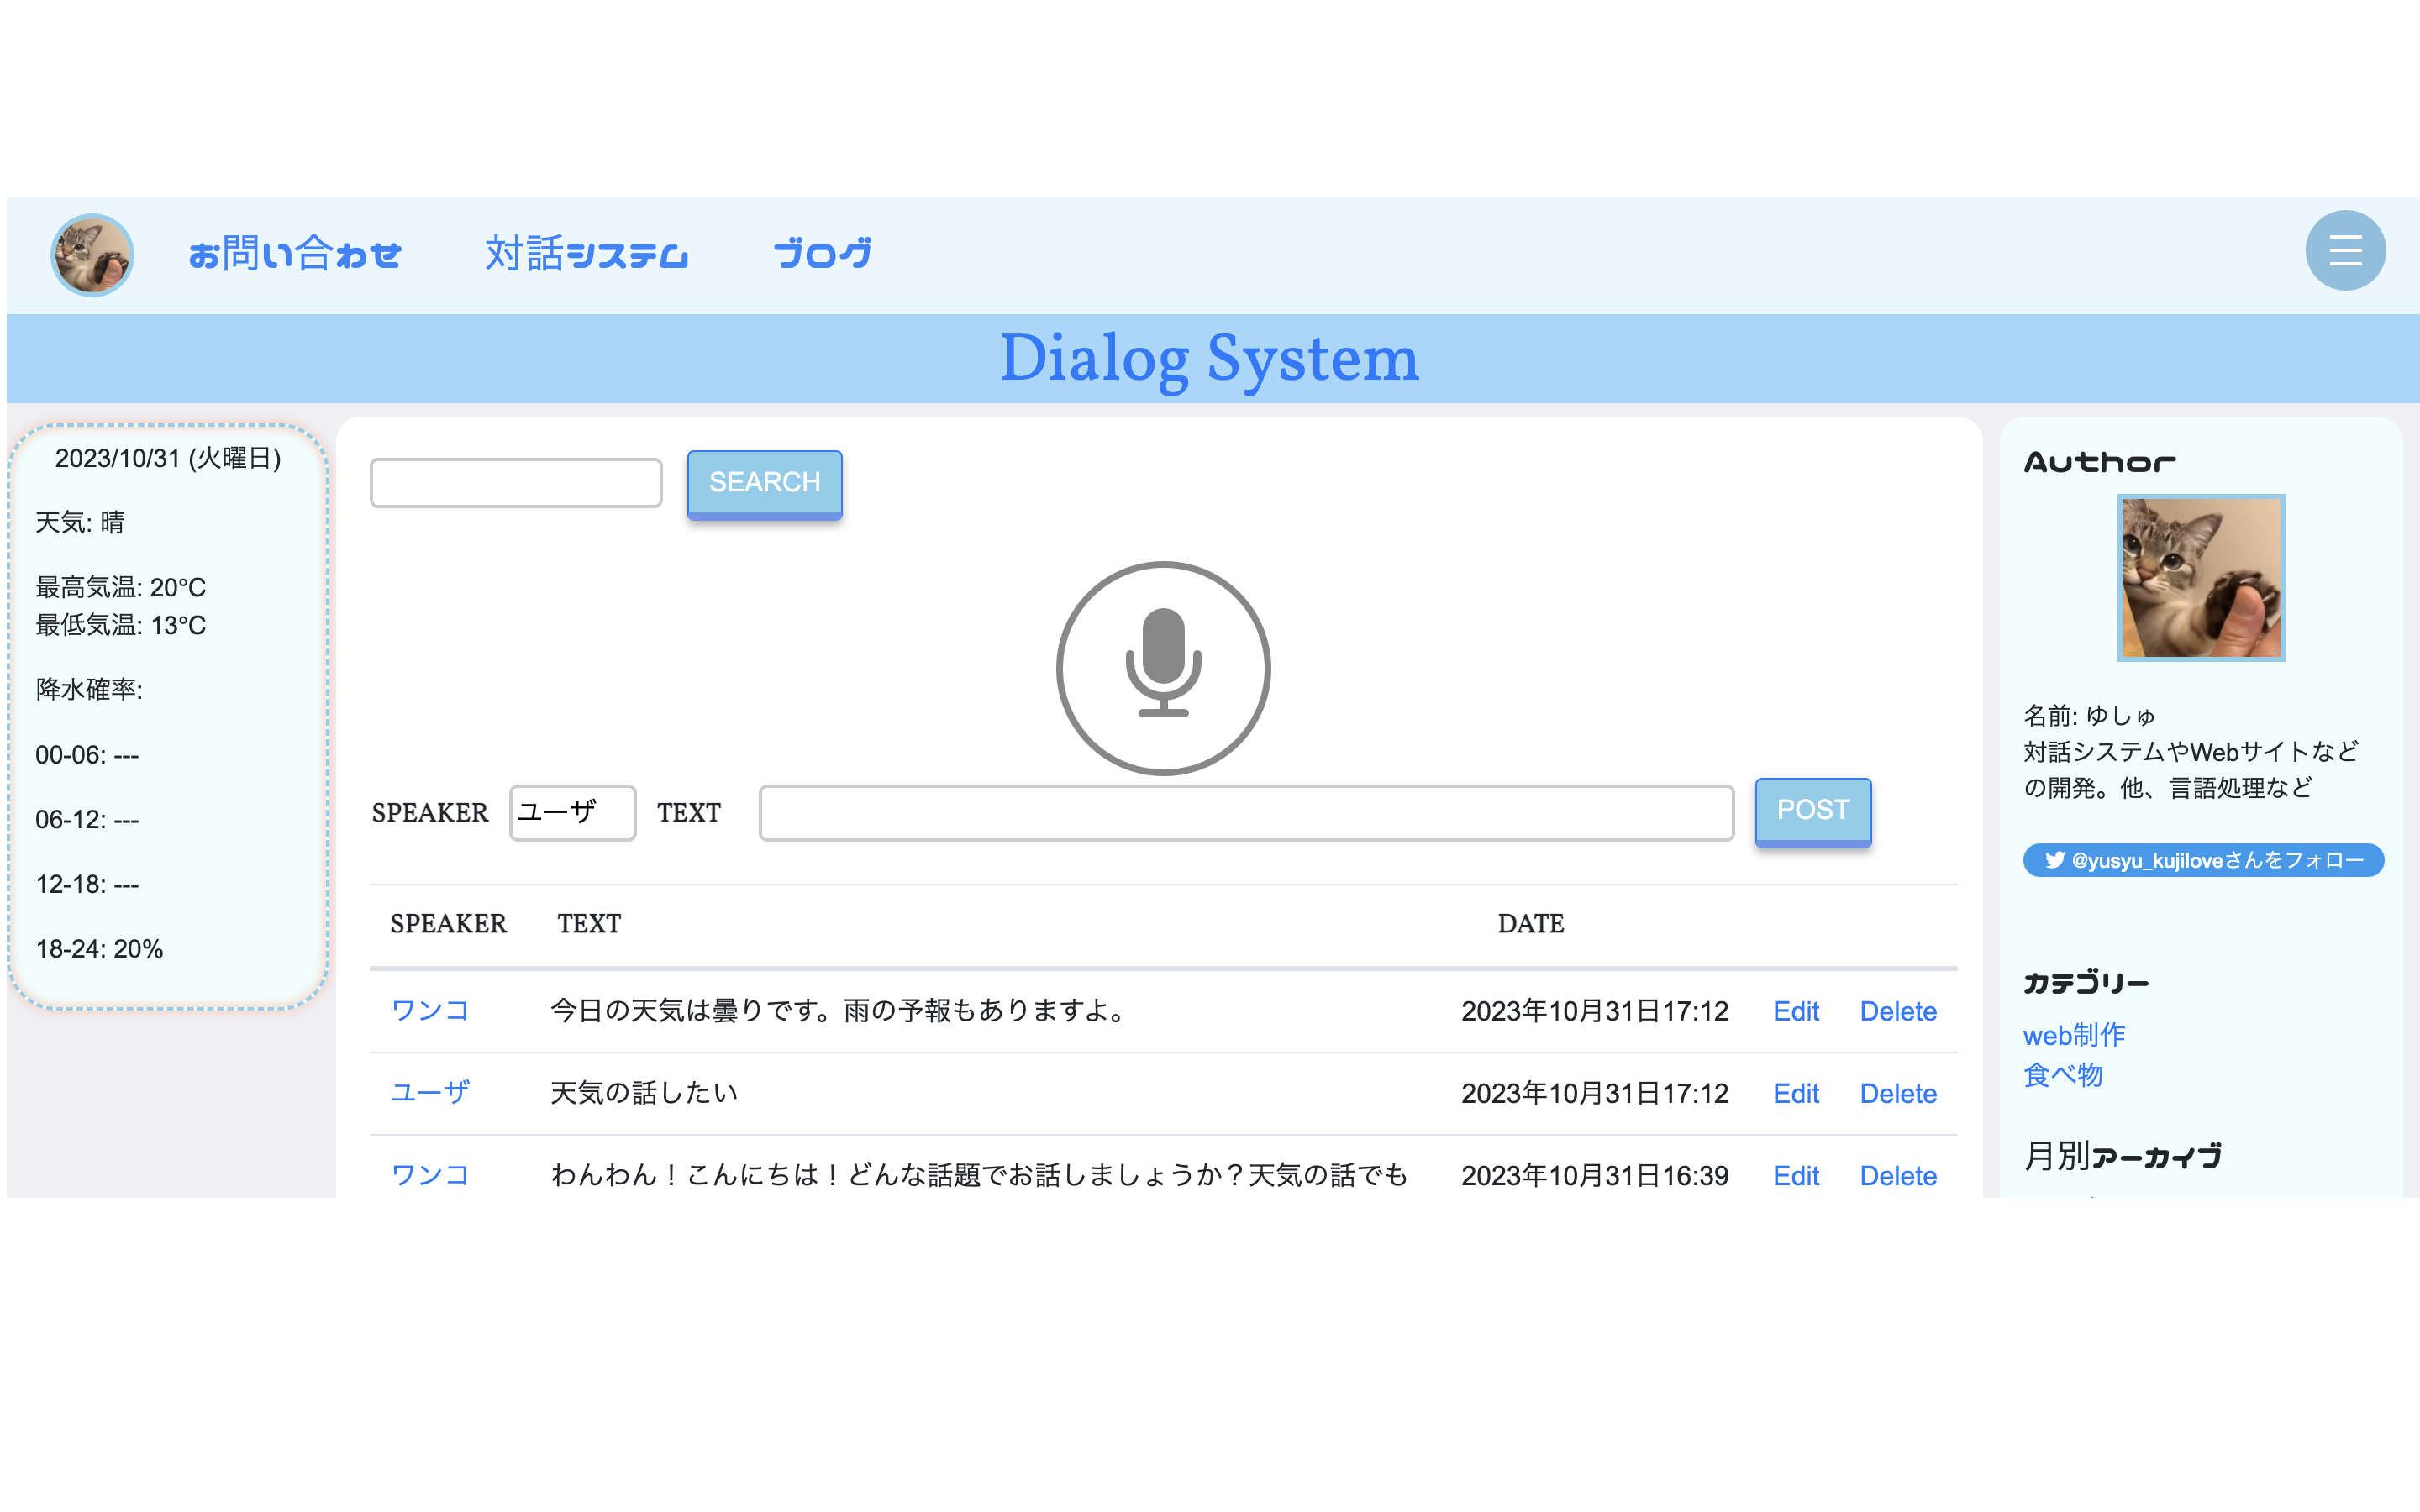 お問い合わせ 対話システム ブログ
Dialog System
2023/10/31 (火曜日)
天気: 晴
最高気温: 20°C
最低気温: 13°C
降水確率:
00-06: ---
06-12: ---
12-18: ---
18-24: 20%
SEARCH
SPEAKER ユーザ TEXT POST
SPEAKER TEXT DATE
ワンコ 今日の天気は曇りです。雨の予報もありますよ。 2023年10月31日17:12 Edit Delete
ユーザ 天気の話したい 2023年10月31日17:12 Edit Delete
ワンコ わんわん！こんにちは！どんな話題でお話しましょうか？天気の話でも 2023年10月31日16:39 Edit Delete
Author
名前: ゆしゅ
対話システムやWebサイトなど
の開発。他、言語処理など
@yusyu_kujiloveさんをフォロー
カテゴリー
web制作
食べ物
月別アーカイブ